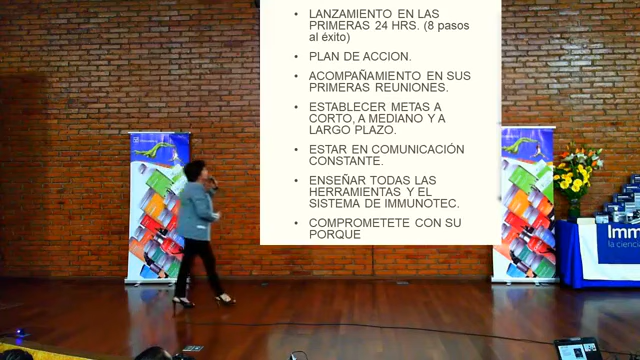 • LANZAMIENTO EN LAS
PRIMERAS 24 HRS. (8 pasos
al éxito)
• PLAN DE ACCION.
• ACOMPAÑAMIENTO EN SUS
PRIMERAS REUNIONES.
• ESTABLECER METAS A
CORTO, A MEDIANO Y A
LARGO PLAZO.
• ESTAR EN COMUNICACIÓN
CONSTANTE.
• ENSEÑAR TODAS LAS
HERRAMIENTAS Y EL
SISTEMA DE IMMUNOTEC.
• COMPROMETETE CON SU
PORQUE
Imm
la cienci